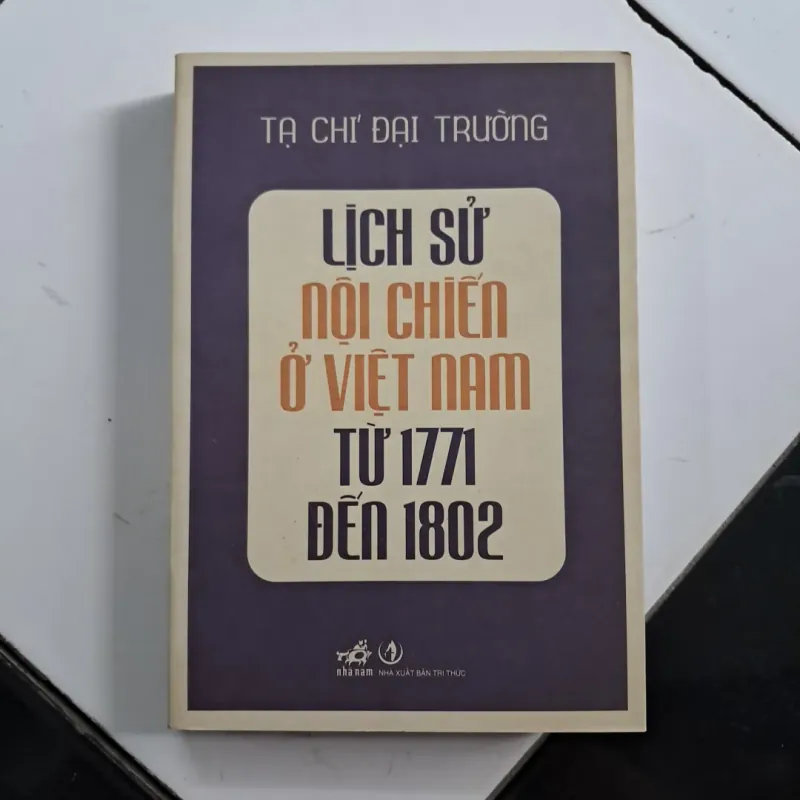 TẠ CHÍ ĐẠI TRƯỜNG
LỊCH SỬ
NỘI CHIẾN
Ở VIỆT NAM
TỪ 1771
ĐẾN 1802
nhã nam
NHÀ XUẤT BẢN TRI THỨC